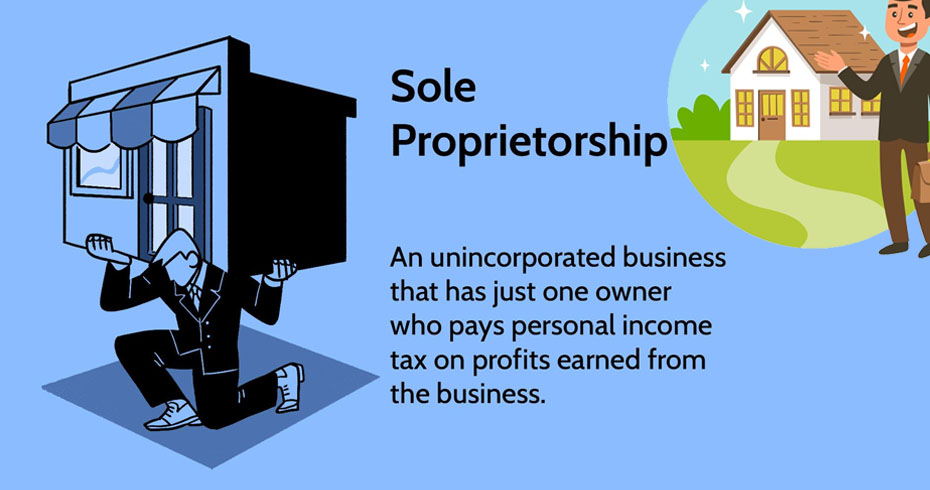 Sole
Proprietorship
An unincorporated business
that has just one owner
who pays personal income
tax on profits earned from
the business.